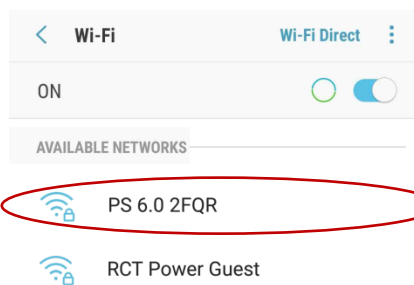 Wi-Fi Wi-Fi Direct
ON
AVAILABLE NETWORKS
PS 6.0 2FQR
RCT Power Guest